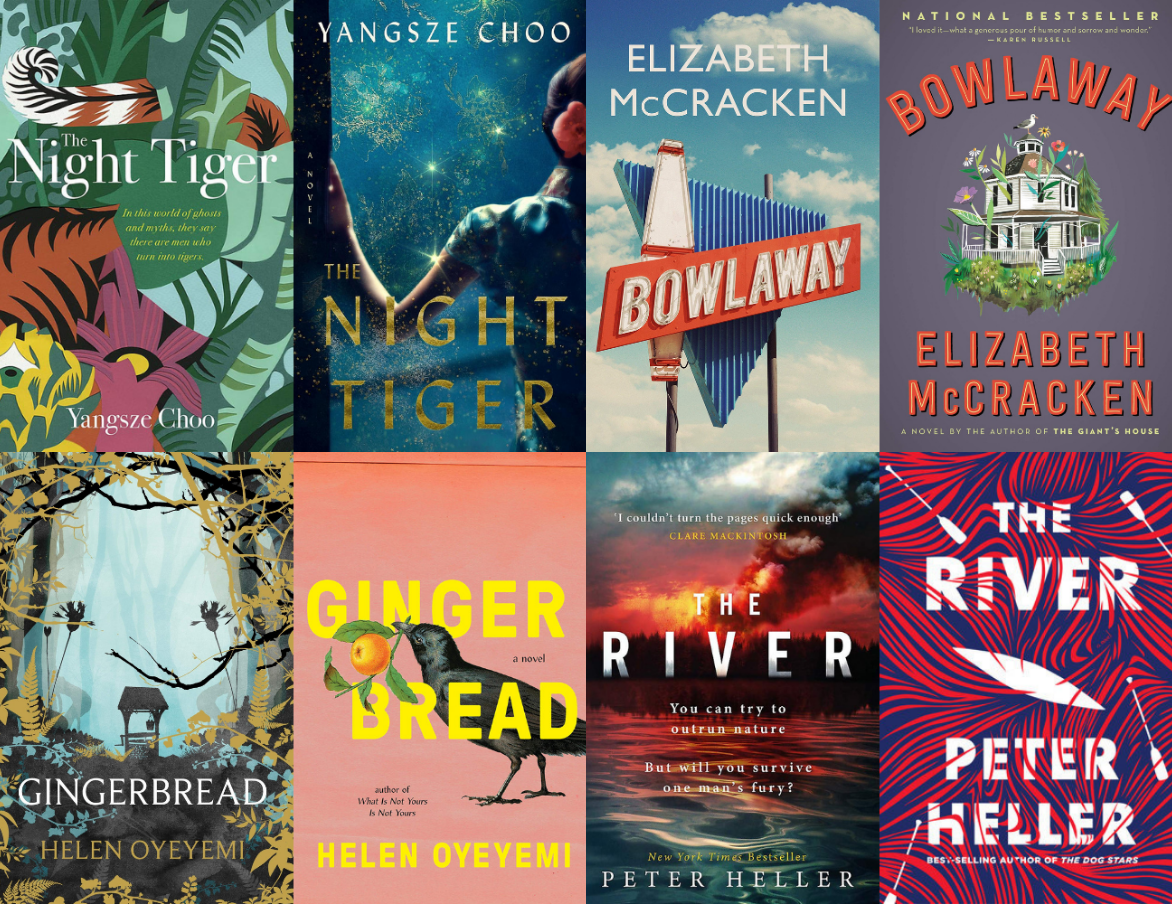 The
Night Tiger
In this world of ghosts
and myths, they say
there are men who
turn into tigers.
Yangsze Choo
YANGSZE CHOO
A NOVEL
THE
NIGHT
TIGER
ELIZABETH
McCRACKEN
BOWLAWAY
NATIONAL BESTSELLER
"I loved it—what a generous pour of humor and sorrow and wonder."
—KAREN RUSSELL
BOWLAWAY
ELIZABETH
McCRACKEN
A NOVEL BY THE AUTHOR OF THE GIANT'S HOUSE
GINGERBREAD
HELEN OYEYEMI
GINGER
a novel
BREAD
author of
What Is Not Yours
Is Not Yours
HELEN OYEYEMI
'I couldn't turn the pages quick enough'
CLARE MACKINTOSH
THE
RIVER
You can try to
outrun nature
But will you survive
one man's fury?
New York Times Bestseller
PETER HELLER
THE
RIVER
PETER
HELLER
BEST-SELLING AUTHOR OF THE DOG STARS